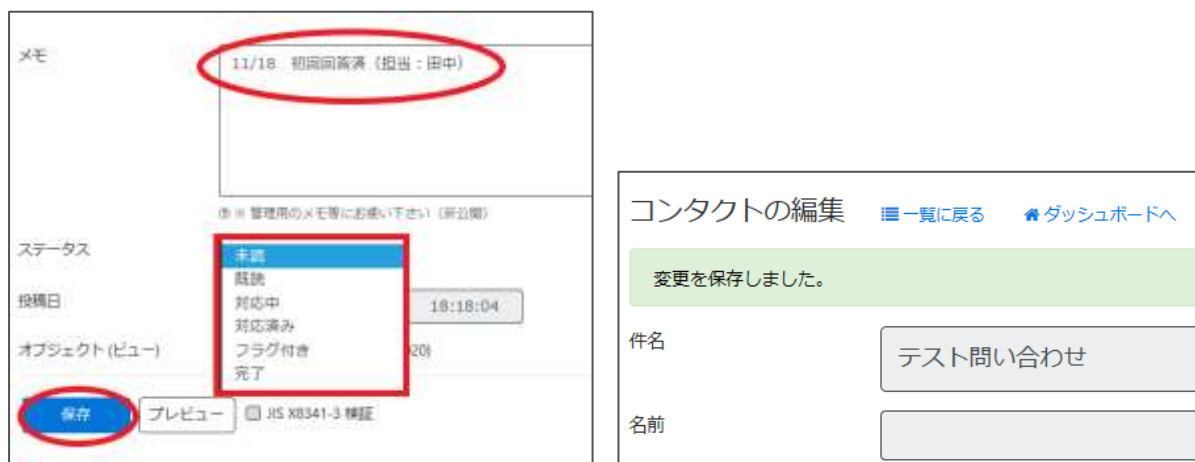 メモ
11/18 初回回答済（担当：田中）
※ 管理用のメモ等にお使い下さい（非公開）
ステータス
未読
既読
対応中
対応済み
フラグ付き
完了
投稿日
18:18:04
オブジェクト (ビュー)
020)
保存
プレビュー
JIS X8341-3 検証
コンタクトの編集
一覧に戻る
ダッシュボードへ
変更を保存しました。
件名
テスト問い合わせ
名前